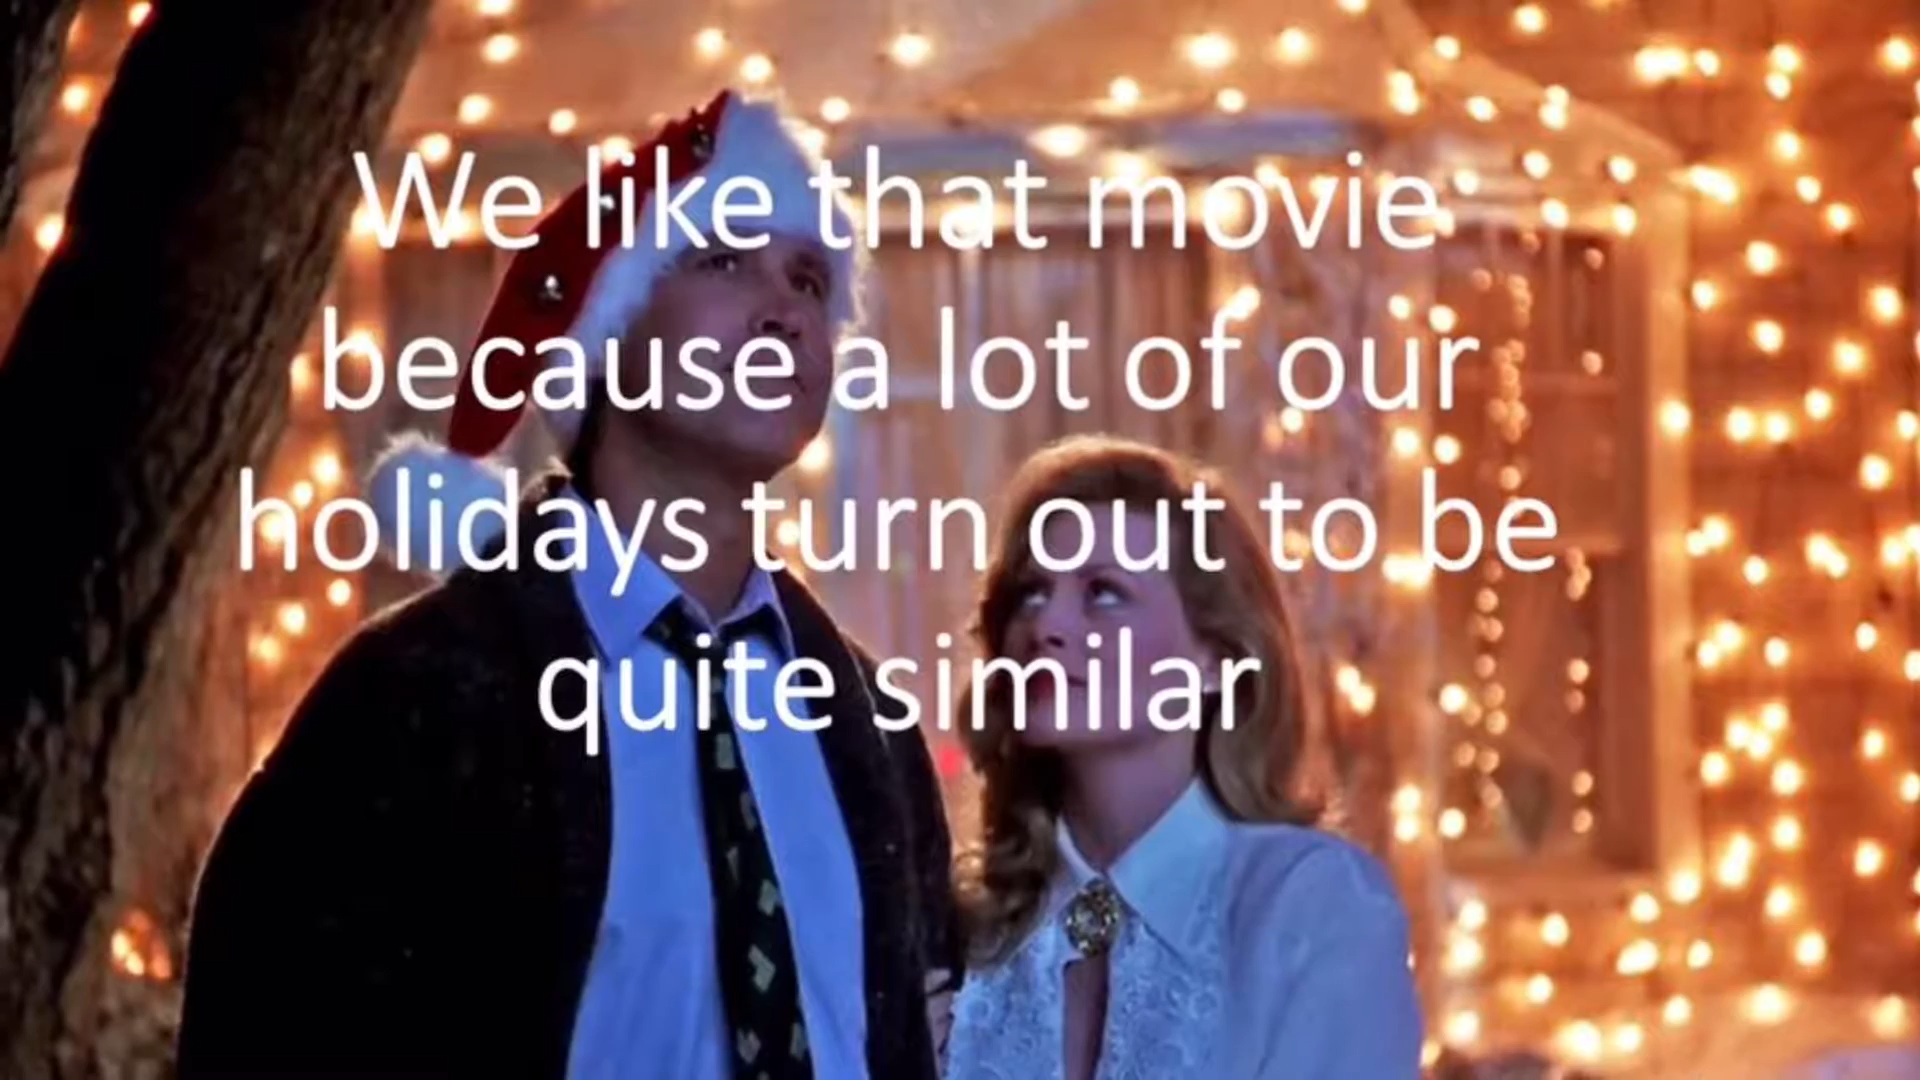 We like that movie
because a lot of our
holidays turn out to be
quite similar